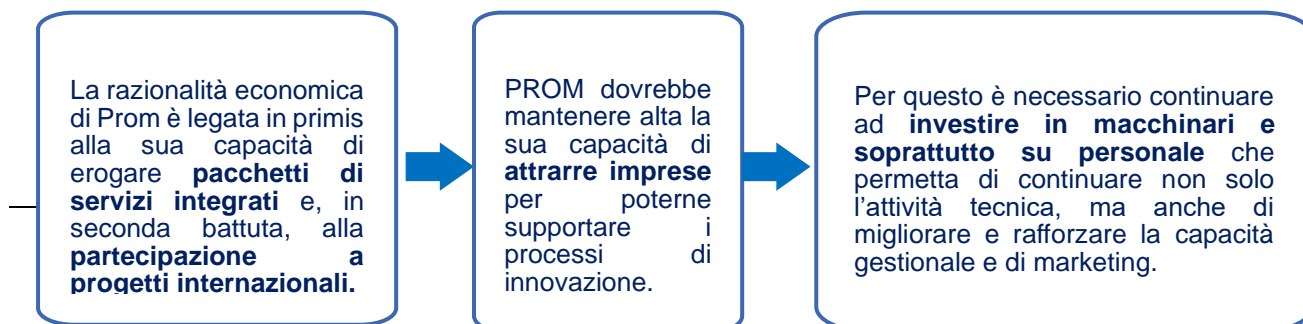 La razionalità economica
di Prom è legata in primis
alla sua capacità di
erogare pacchetti di
servizi integrati e, in
seconda battuta, alla
partecipazione a
progetti internazionali.
PROM dovrebbe
mantenere alta la
sua capacità di
attrarre imprese
per poterne
supportare i
processi di
innovazione.
Per questo è necessario continuare
ad investire in macchinari e
soprattutto su personale che
permetta di continuare non solo
l’attività tecnica, ma anche di
migliorare e rafforzare la capacità
gestionale e di marketing.